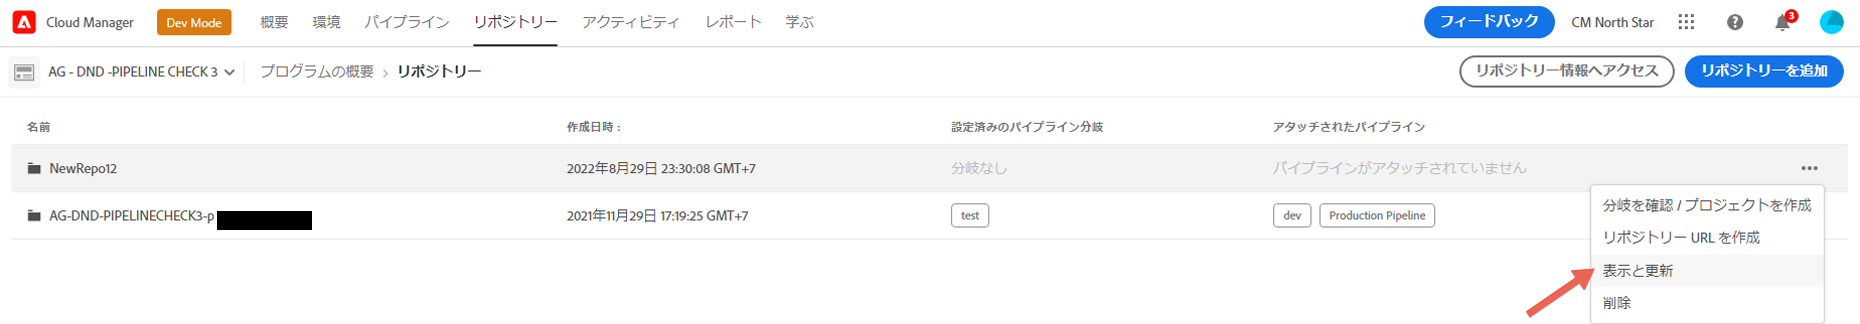 Cloud Manager Dev Mode 概要 環境 パイプライン リポジトリー アクティビティ レポート 学ぶ フィードバック CM North Star ? 3
AG - DND -PIPELINE CHECK 3 プログラムの概要 > リポジトリー リポジトリー情報へアクセス リポジトリーを追加
名前 作成日時 : 設定済みのパイプライン分岐 アタッチされたパイプライン
NewRepo12 2022年8月29日 23:30:08 GMT+7 分岐なし パイプラインがアタッチされていません
AG-DND-PIPELINECHECK3-p 2021年11月29日 17:19:25 GMT+7 test dev Production Pipeline
分岐を確認 / プロジェクトを作成
リポジトリー URL を作成
表示と更新
削除